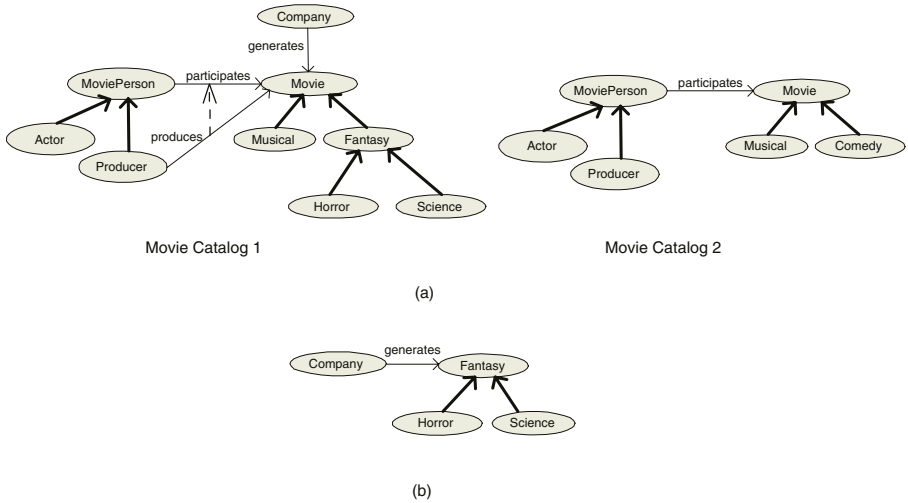 Company
generates
MoviePerson
participates
Movie
Actor
produces
Musical
Fantasy
Producer
Horror
Science
Movie Catalog 1
MoviePerson
participates
Movie
Actor
Musical
Comedy
Producer
Movie Catalog 2
(a)
Company
generates
Fantasy
Horror
Science
(b)